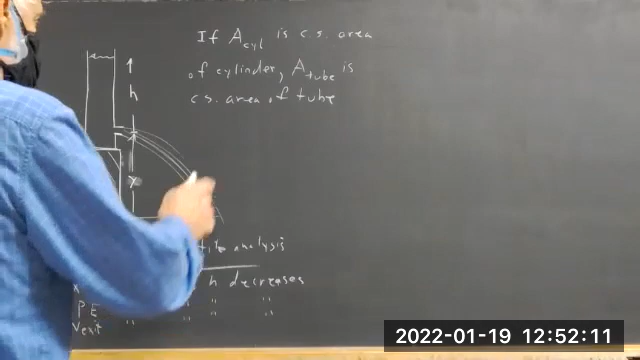 If A_cyl is c.s. area
of cylinder, A_tube is
c.s. area of tube
h
y
analysis
x
h decreases
PE " "
V_exit " " "
2022-01-19 12:52:11